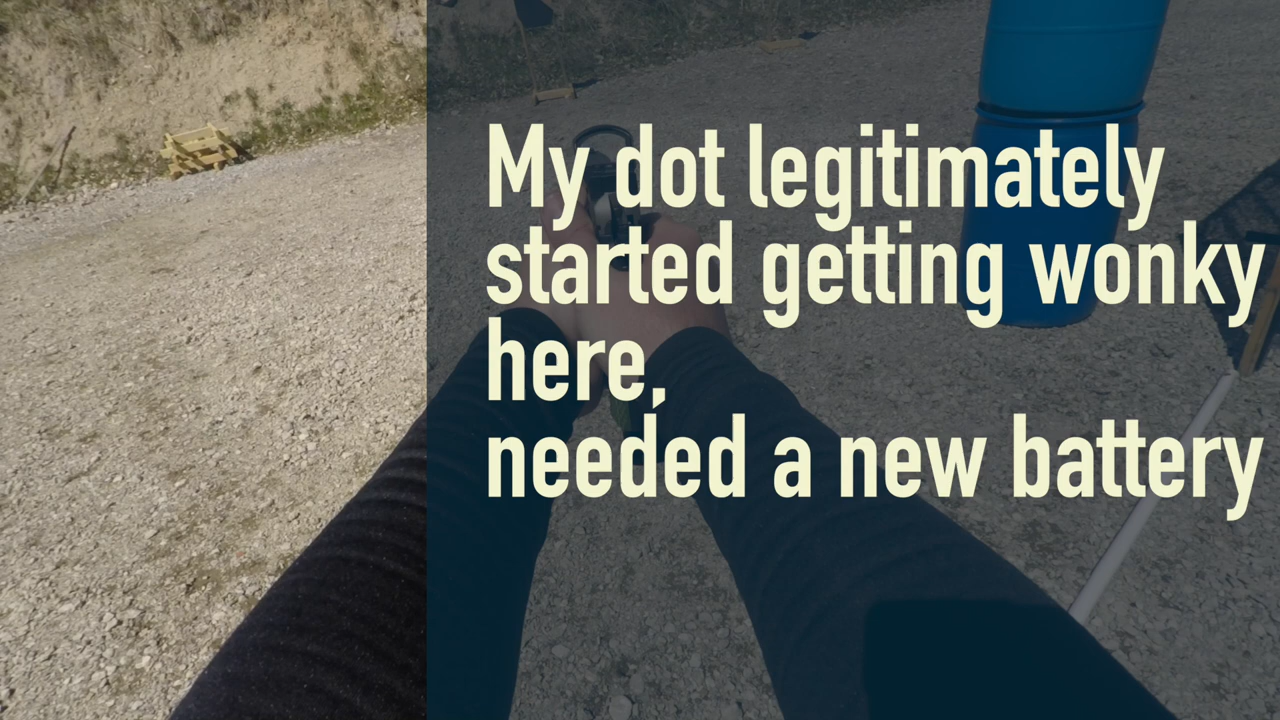 My dot legitimately
started getting wonky
here,
needed a new battery